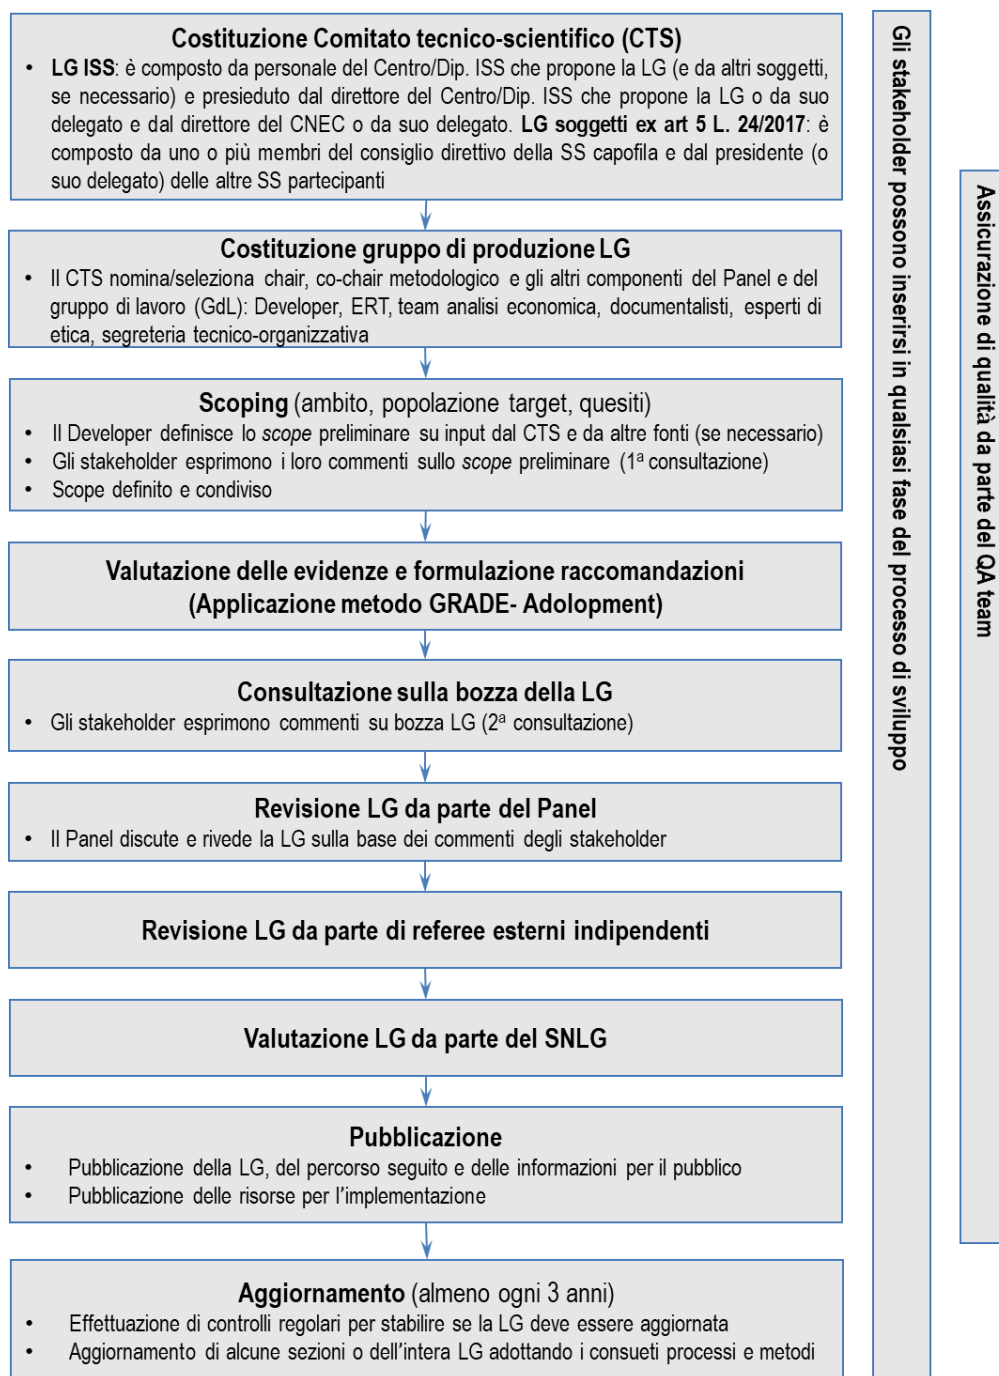 Costituzione Comitato tecnico-scientifico (CTS)
• LG ISS: è composto da personale del Centro/Dip. ISS che propone la LG (e da altri soggetti,
se necessario) e presieduto dal direttore del Centro/Dip. ISS che propone la LG o da suo
delegato e dal direttore del CNEC o da suo delegato. LG soggetti ex art 5 L. 24/2017: è
composto da uno o più membri del consiglio direttivo della SS capofila e dal presidente (o
suo delegato) delle altre SS partecipanti
Costituzione gruppo di produzione LG
• Il CTS nomina/seleziona chair, co-chair metodologico e gli altri componenti del Panel e del
gruppo di lavoro (GdL): Developer, ERT, team analisi economica, documentalisti, esperti di
etica, segreteria tecnico-organizzativa
Scoping (ambito, popolazione target, quesiti)
• Il Developer definisce lo scope preliminare su input dal CTS e da altre fonti (se necessario)
• Gli stakeholder esprimono i loro commenti sullo scope preliminare (1ª consultazione)
• Scope definito e condiviso
Valutazione delle evidenze e formulazione raccomandazioni
(Applicazione metodo GRADE- Adolopment)
Consultazione sulla bozza della LG
• Gli stakeholder esprimono commenti su bozza LG (2ª consultazione)
Revisione LG da parte del Panel
• Il Panel discute e rivede la LG sulla base dei commenti degli stakeholder
Revisione LG da parte di referee esterni indipendenti
Valutazione LG da parte del SNLG
Pubblicazione
• Pubblicazione della LG, del percorso seguito e delle informazioni per il pubblico
• Pubblicazione delle risorse per l'implementazione
Aggiornamento (almeno ogni 3 anni)
• Effettuazione di controlli regolari per stabilire se la LG deve essere aggiornata
• Aggiornamento di alcune sezioni o dell'intera LG adottando i consueti processi e metodi
Gli stakeholder possono inserirsi in qualsiasi fase del processo di sviluppo
Assicurazione di qualità da parte del QA team